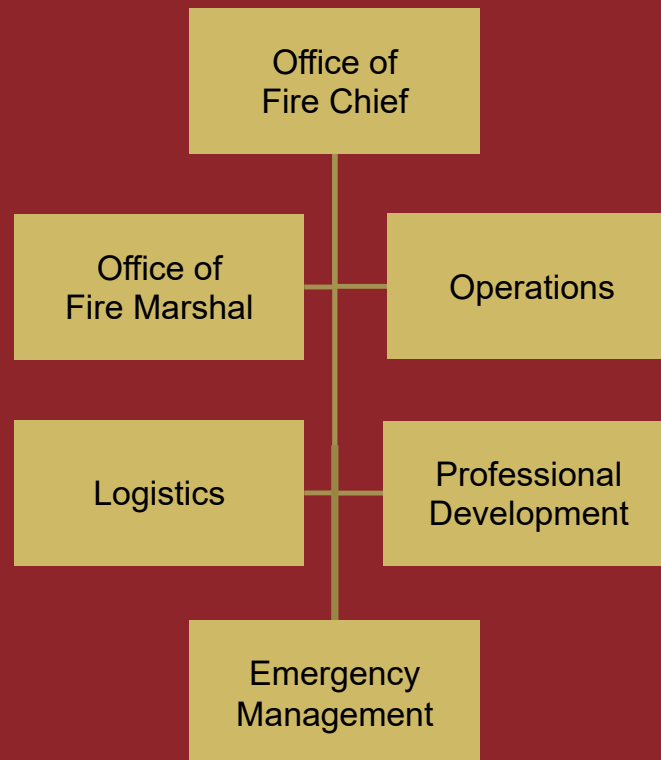 Office of
Fire Chief
Office of
Fire Marshal
Operations
Logistics
Professional
Development
Emergency
Management